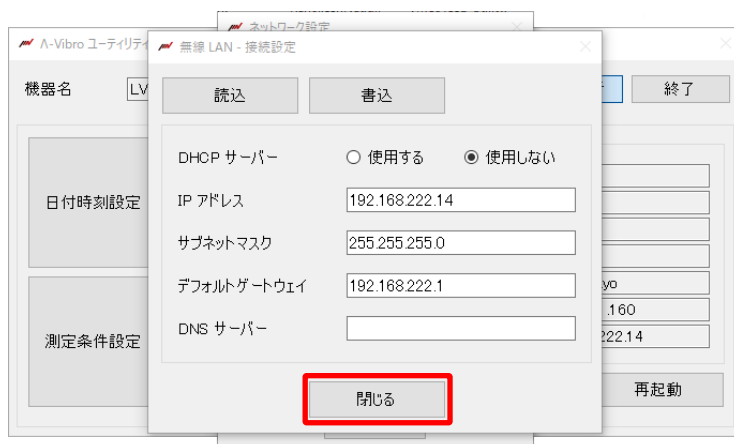 ネットワーク設定
Λ-Vibro ユーティリティ
無線 LAN - 接続設定
機器名
LV
読込
書込
終了
DHCP サーバー
使用する
使用しない
IP アドレス
192.168.222.14
サブネットマスク
255.255.255.0
デフォルトゲートウェイ
192.168.222.1
DNS サーバー
閉じる
日付時刻設定
測定条件設定
yo
.160
222.14
再起動